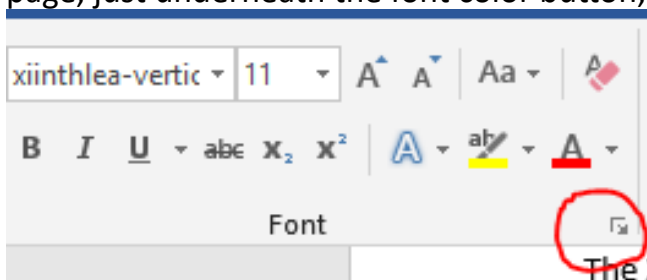 page, just underneath the font color button,
xiinthlea-vertic 11 A A Aa A
B I U abc X₂ X² A ab A
Font
The